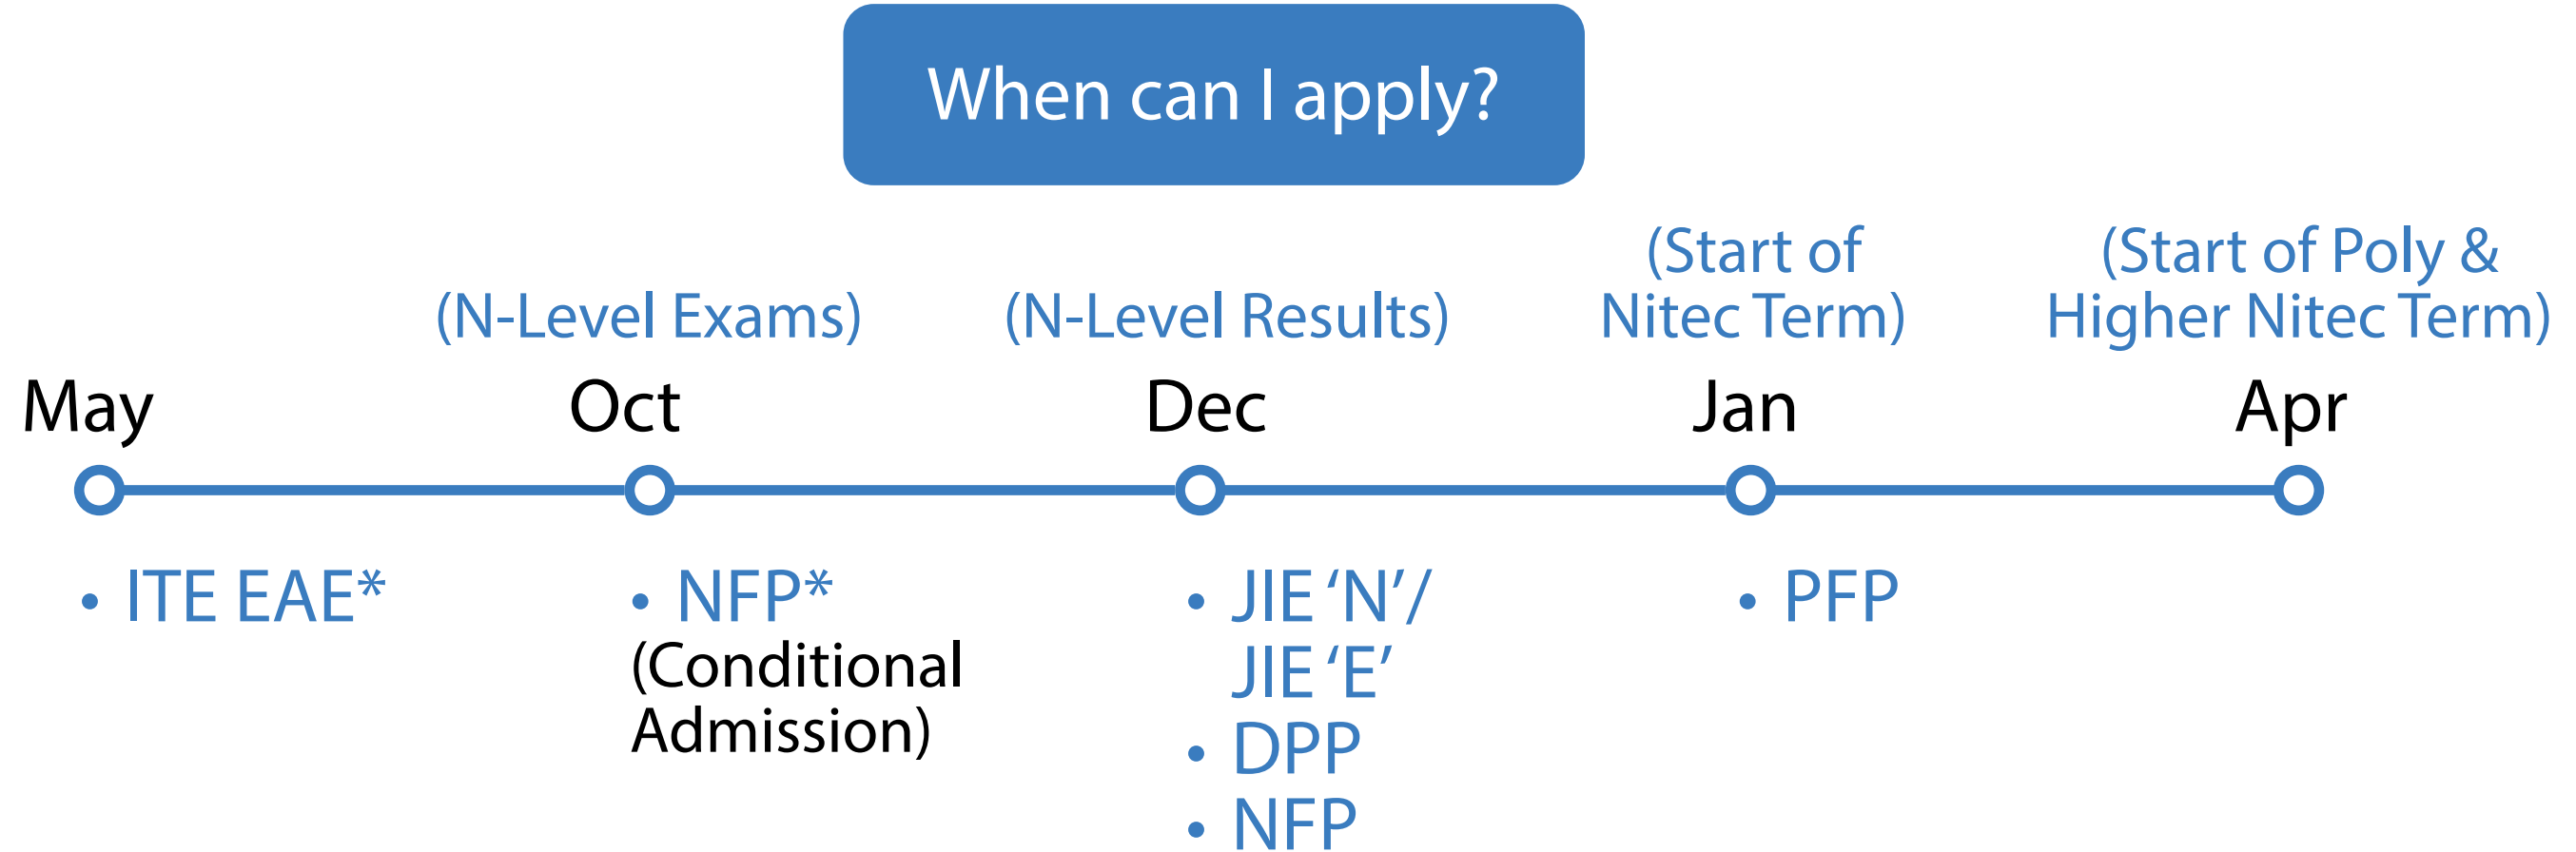 When can I apply?
(Start of
Nitec Term)
(Start of Poly &
Higher Nitec Term)
(N-Level Exams)
(N-Level Results)
May
Oct
Dec
Jan
Apr
• ITE EAE*
• NFP*
(Conditional
Admission)
• JIE ‘N’/
JIE ‘E’
• DPP
• NFP
• PFP